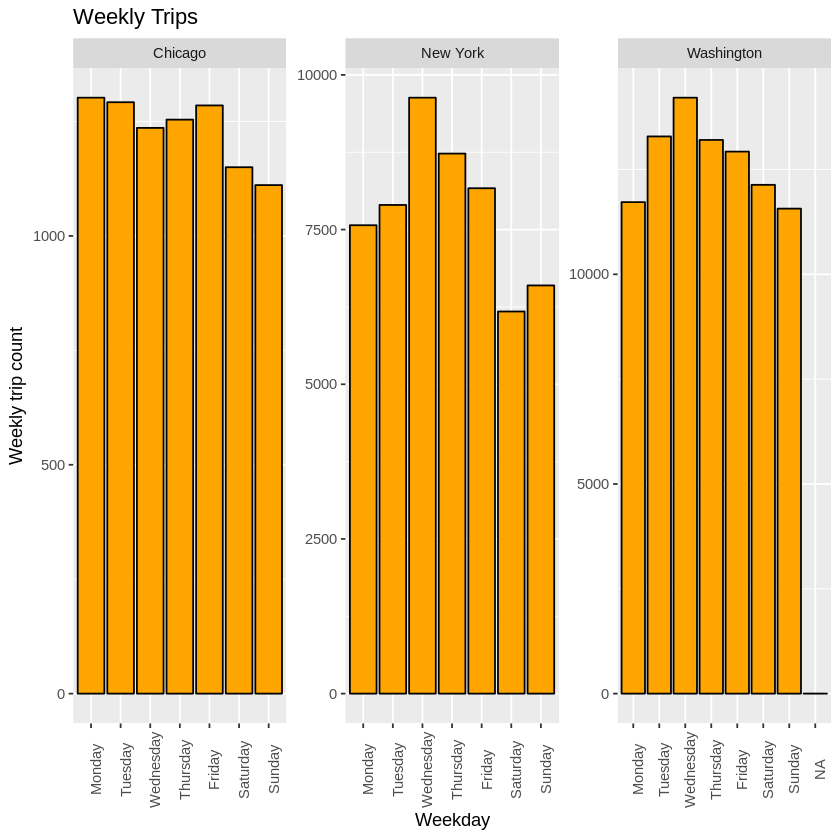 Weekly Trips
Chicago
New York
Washington
Weekly trip count
0
500
1000
0
2500
5000
7500
10000
0
5000
10000
Monday
Tuesday
Wednesday
Thursday
Friday
Saturday
Sunday
Monday
Tuesday
Wednesday
Thursday
Friday
Saturday
Sunday
Monday
Tuesday
Wednesday
Thursday
Friday
Saturday
Sunday
NA
Weekday